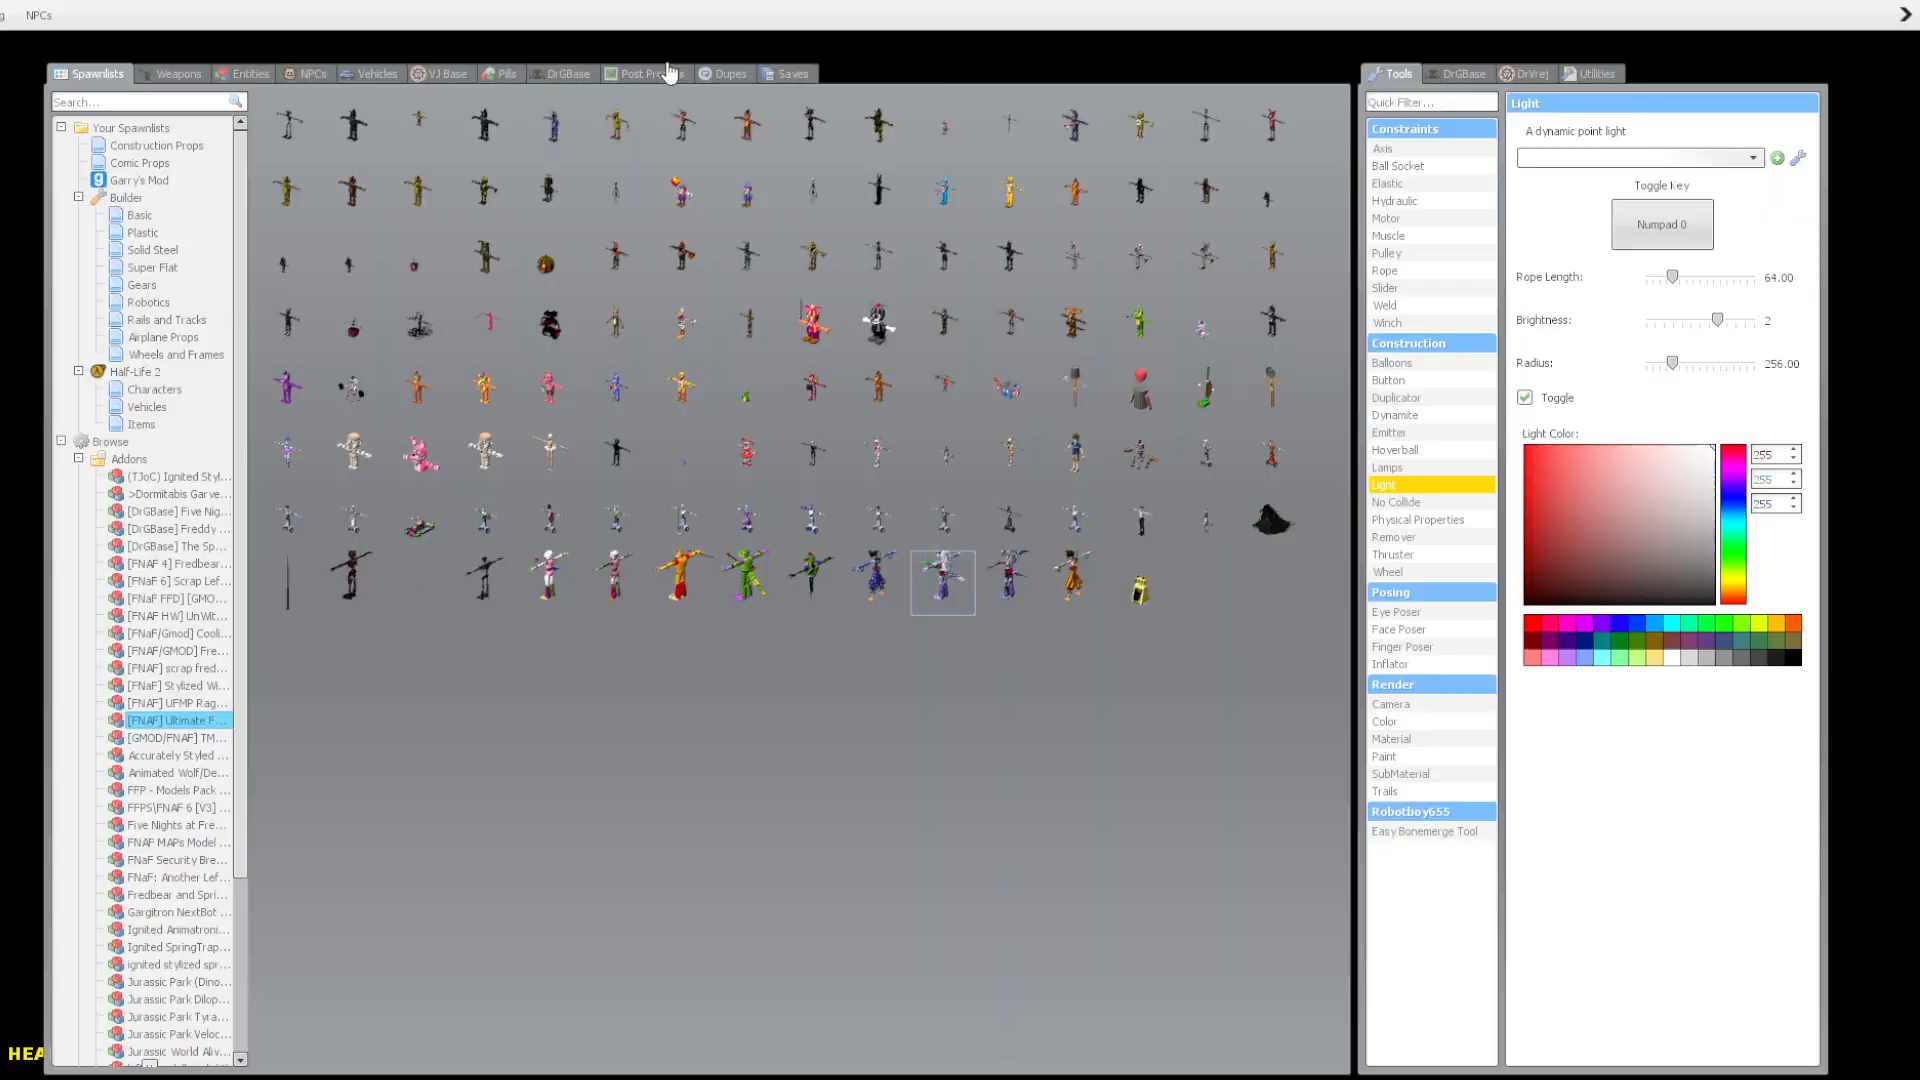 NPCs
Spawnlists
Weapons
Entities
NPCs
Vehicles
VJ Base
Pills
DrGBase
Post Pr
Dupes
Saves
Search...
Your Spawnlists
Construction Props
Comic Props
Garry's Mod
Builder
Basic
Plastic
Solid Steel
Super Flat
Gears
Robotics
Rails and Tracks
Airplane Props
Wheels and Frames
Half-Life 2
Characters
Vehicles
Items
Browse
Addons
(TJoC) Ignited Styl...
>Dormitabis Garve...
[DrGBase] Five Nig...
[DrGBase] Freddy ...
[DrGBase] The Sp...
[FNAF 4] Fredbear...
[FNAF 6] Scrap Lef...
[FNaF FFD] [GMO...
[FNAF HW] UnWit...
[FNaF/Gmod] Cooli...
[FNAF/GMOD] Fre...
[FNAF] scrap fred...
[FNaF] Stylized Wi...
[FNAF] UFMP Rag...
[FNAF] Ultimate F...
[GMOD/FNAF] TM...
Accurately Styled ...
Animated Wolf/De...
FFP - Models Pack ...
FFPS\FNAF 6 [V3] ...
Five Nights at Fre...
FNAF MAPs Model ...
FNaF Security Bre...
FNaF: Another Lef...
Fredbear and Spri...
Gargitron NextBot ...
Ignited Animatroni...
Ignited SpringTrap...
ignited stylized spr...
Jurassic Park (Dino...
Jurassic Park Dilop...
Jurassic Park Tyra...
Jurassic Park Veloc...
Jurassic World Aliv...
HEA
Tools
DrGBase
DrVrej
Utilities
Quick Filter...
Constraints
Axis
Ball Socket
Elastic
Hydraulic
Motor
Muscle
Pulley
Rope
Slider
Weld
Winch
Construction
Balloons
Button
Duplicator
Dynamite
Emitter
Hoverball
Lamps
Light
No Collide
Physical Properties
Remover
Thruster
Wheel
Posing
Eye Poser
Face Poser
Finger Poser
Inflator
Render
Camera
Color
Material
Paint
SubMaterial
Trails
Robotboy655
Easy Bonemerge Tool
Light
A dynamic point light
Toggle Key
Numpad 0
Rope Length: 64.00
Brightness: 2
Radius: 256.00
Toggle
Light Color:
255
255
255